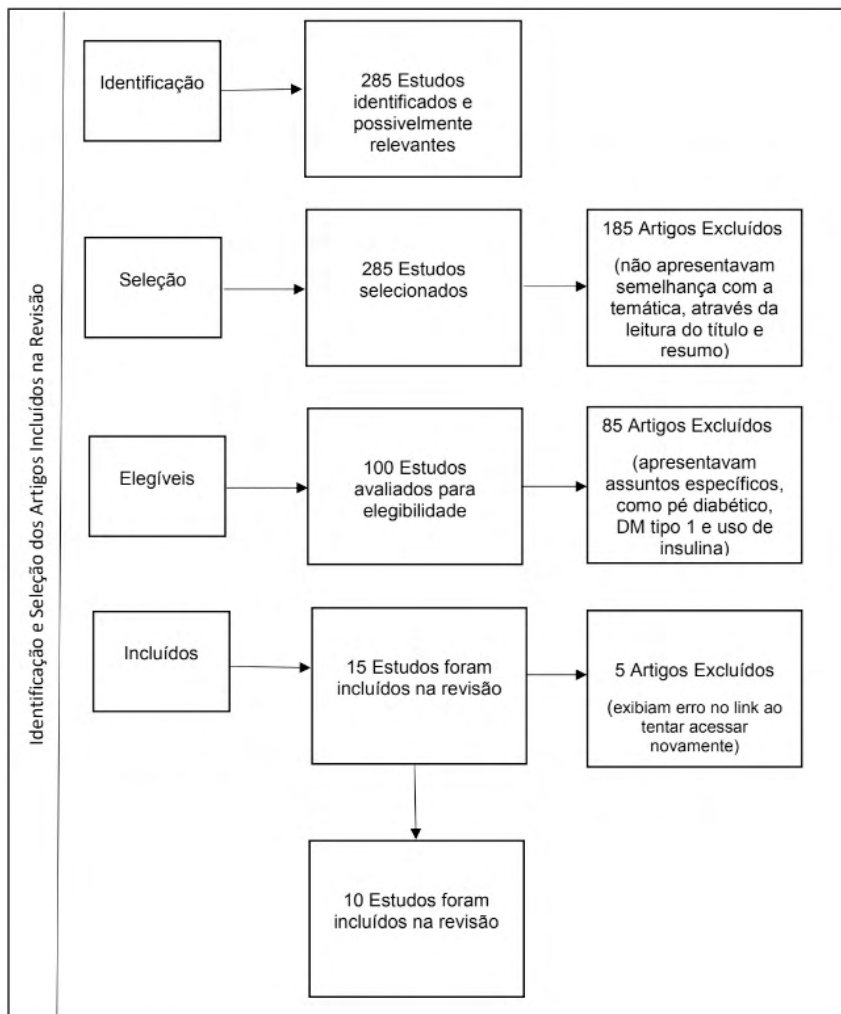 Identificação e Seleção dos Artigos Incluídos na Revisão
Identificação
285 Estudos
identificados e
possivelmente
relevantes
Seleção
285 Estudos
selecionados
185 Artigos Excluídos
(não apresentavam
semelhança com a
temática, através da
leitura do título e
resumo)
Elegíveis
100 Estudos
avaliados para
elegibilidade
85 Artigos Excluídos
(apresentavam
assuntos específicos,
como pé diabético,
DM tipo 1 e uso de
insulina)
Incluídos
15 Estudos foram
incluídos na revisão
5 Artigos Excluídos
(exibiam erro no link ao
tentar acessar
novamente)
10 Estudos foram
incluídos na revisão